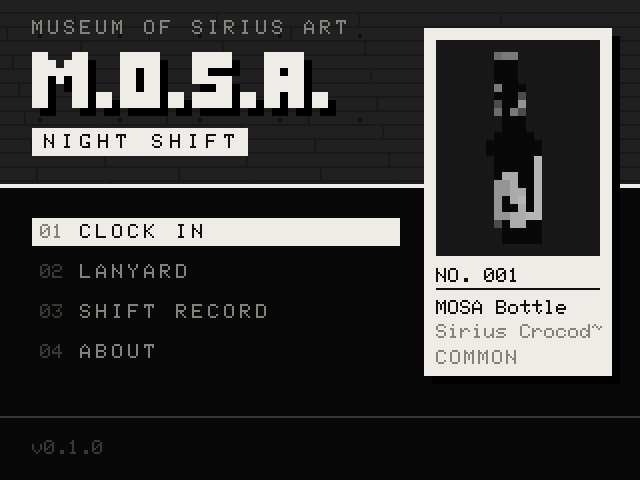 MUSEUM OF SIRIUS ART
M.O.S.A.
NIGHT SHIFT
01 CLOCK IN
02 LANYARD
03 SHIFT RECORD
04 ABOUT
NO. 001
MOSA Bottle
Sirius Crocod~
COMMON
v0.1.0